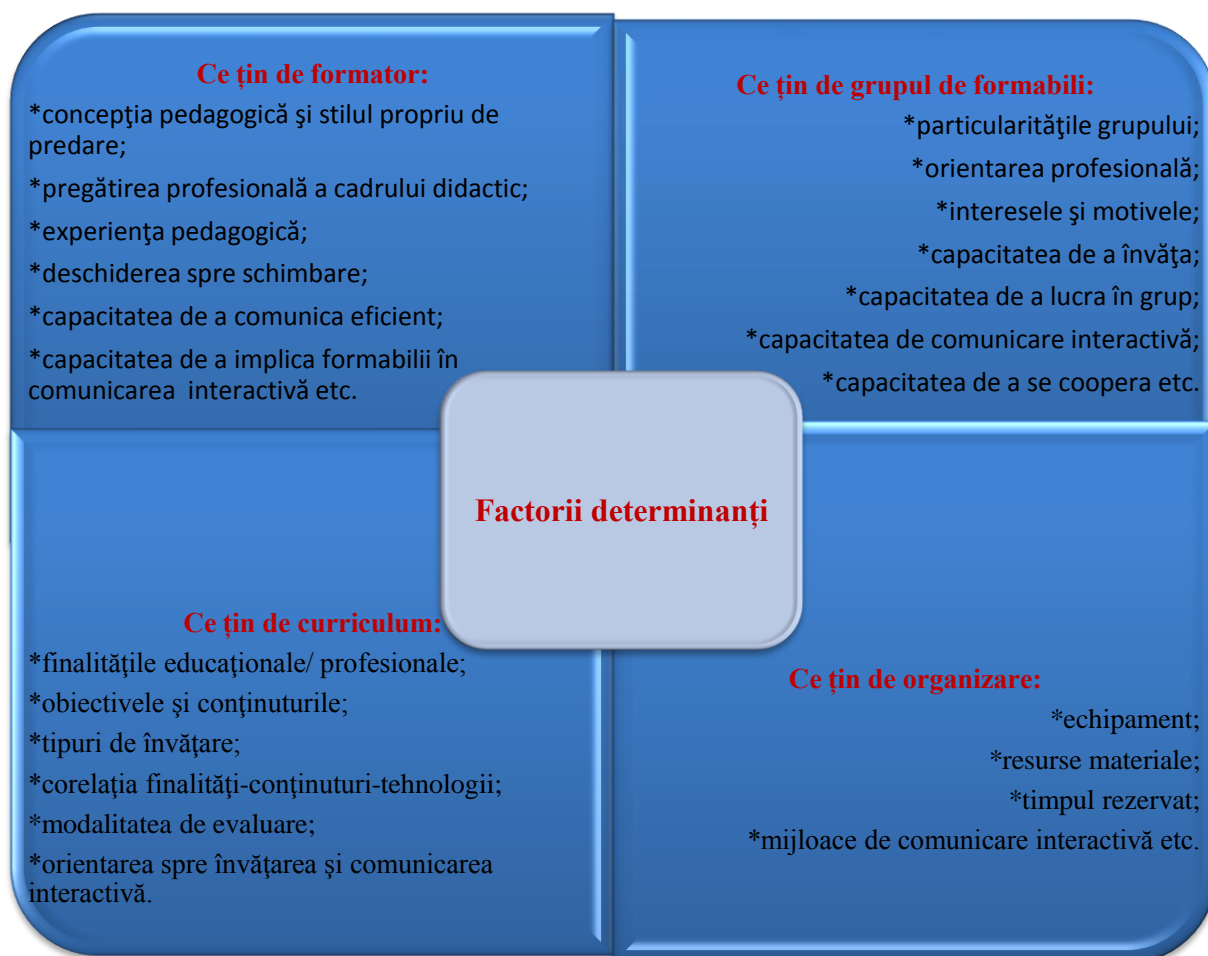 Ce țin de formator:
*concepţia pedagogică şi stilul propriu de
predare;
*pregătirea profesională a cadrului didactic;
*experienţa pedagogică;
*deschiderea spre schimbare;
*capacitatea de a comunica eficient;
*capacitatea de a implica formabilii în
comunicarea interactivă etc.
Ce țin de grupul de formabili:
*particularităţile grupului;
*orientarea profesională;
*interesele şi motivele;
*capacitatea de a învăţa;
*capacitatea de a lucra în grup;
*capacitatea de comunicare interactivă;
*capacitatea de a se coopera etc.
Factorii determinanți
Ce țin de curriculum:
*finalităţile educaţionale/ profesionale;
*obiectivele şi conţinuturile;
*tipuri de învăţare;
*corelaţia finalităţi-conţinuturi-tehnologii;
*modalitatea de evaluare;
*orientarea spre învăţarea şi comunicarea
interactivă.
Ce țin de organizare:
*echipament;
*resurse materiale;
*timpul rezervat;
*mijloace de comunicare interactivă etc.